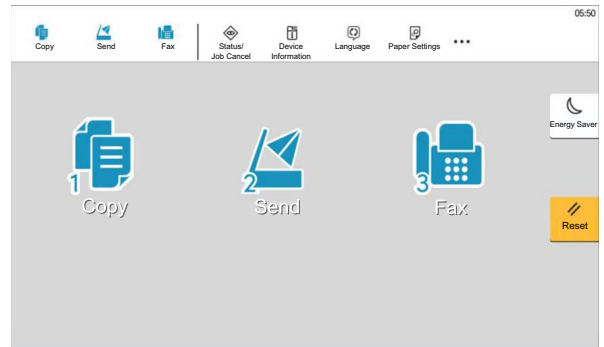 05:50
Copy
Send
Fax
Status/
Job Cancel
Device
Information
Language
Paper Settings
Energy Saver
1
Copy
2
Send
3
Fax
Reset